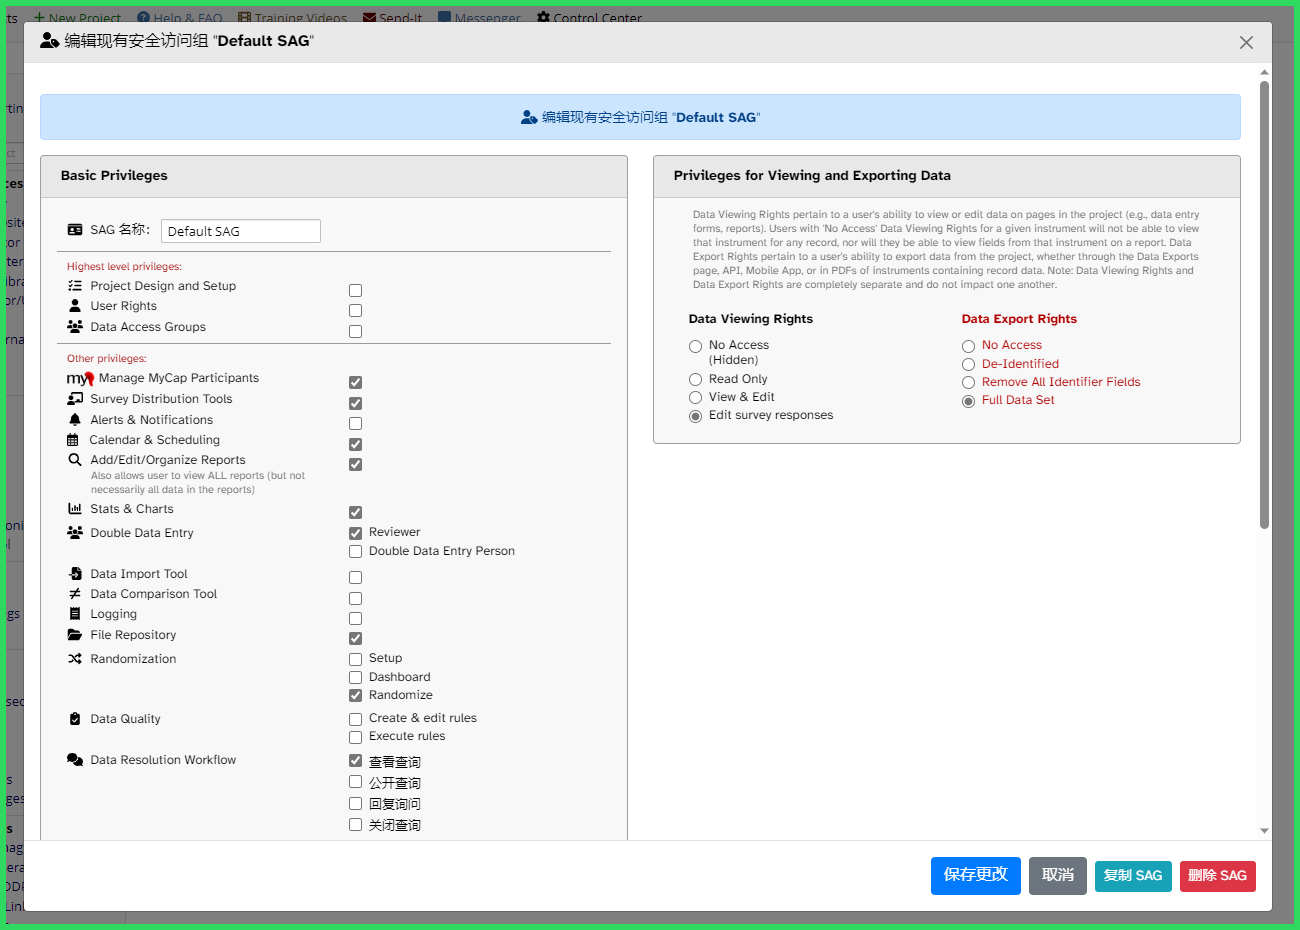 New Project Help & FAQ Training Videos Send-It Messenger Control Center
编辑现有安全访问组 "Default SAG"
编辑现有安全访问组 "Default SAG"
Basic Privileges
SAG 名称：
Default SAG
Highest level privileges:
Project Design and Setup
User Rights
Data Access Groups
Other privileges:
Manage MyCap Participants
Survey Distribution Tools
Alerts & Notifications
Calendar & Scheduling
Add/Edit/Organize Reports
Also allows user to view ALL reports (but not
necessarily all data in the reports)
Stats & Charts
Double Data Entry
Reviewer
Double Data Entry Person
Data Import Tool
Data Comparison Tool
Logging
File Repository
Randomization
Setup
Dashboard
Randomize
Data Quality
Create & edit rules
Execute rules
Data Resolution Workflow
查看查询
公开查询
回复询问
关闭查询
Privileges for Viewing and Exporting Data
Data Viewing Rights pertain to a user's ability to view or edit data on pages in the project (e.g., data entry
forms, reports). Users with 'No Access' Data Viewing Rights for a given instrument will not be able to view
that instrument for any record, nor will they be able to view fields from that instrument on a report. Data
Export Rights pertain to a user's ability to export data from the project, whether through the Data Exports
page, API, Mobile App, or in PDFs of instruments containing record data. Note: Data Viewing Rights and
Data Export Rights are completely separate and do not impact one another.
Data Viewing Rights
No Access
(Hidden)
Read Only
View & Edit
Edit survey responses
Data Export Rights
No Access
De-Identified
Remove All Identifier Fields
Full Data Set
保存更改
取消
复制 SAG
删除 SAG